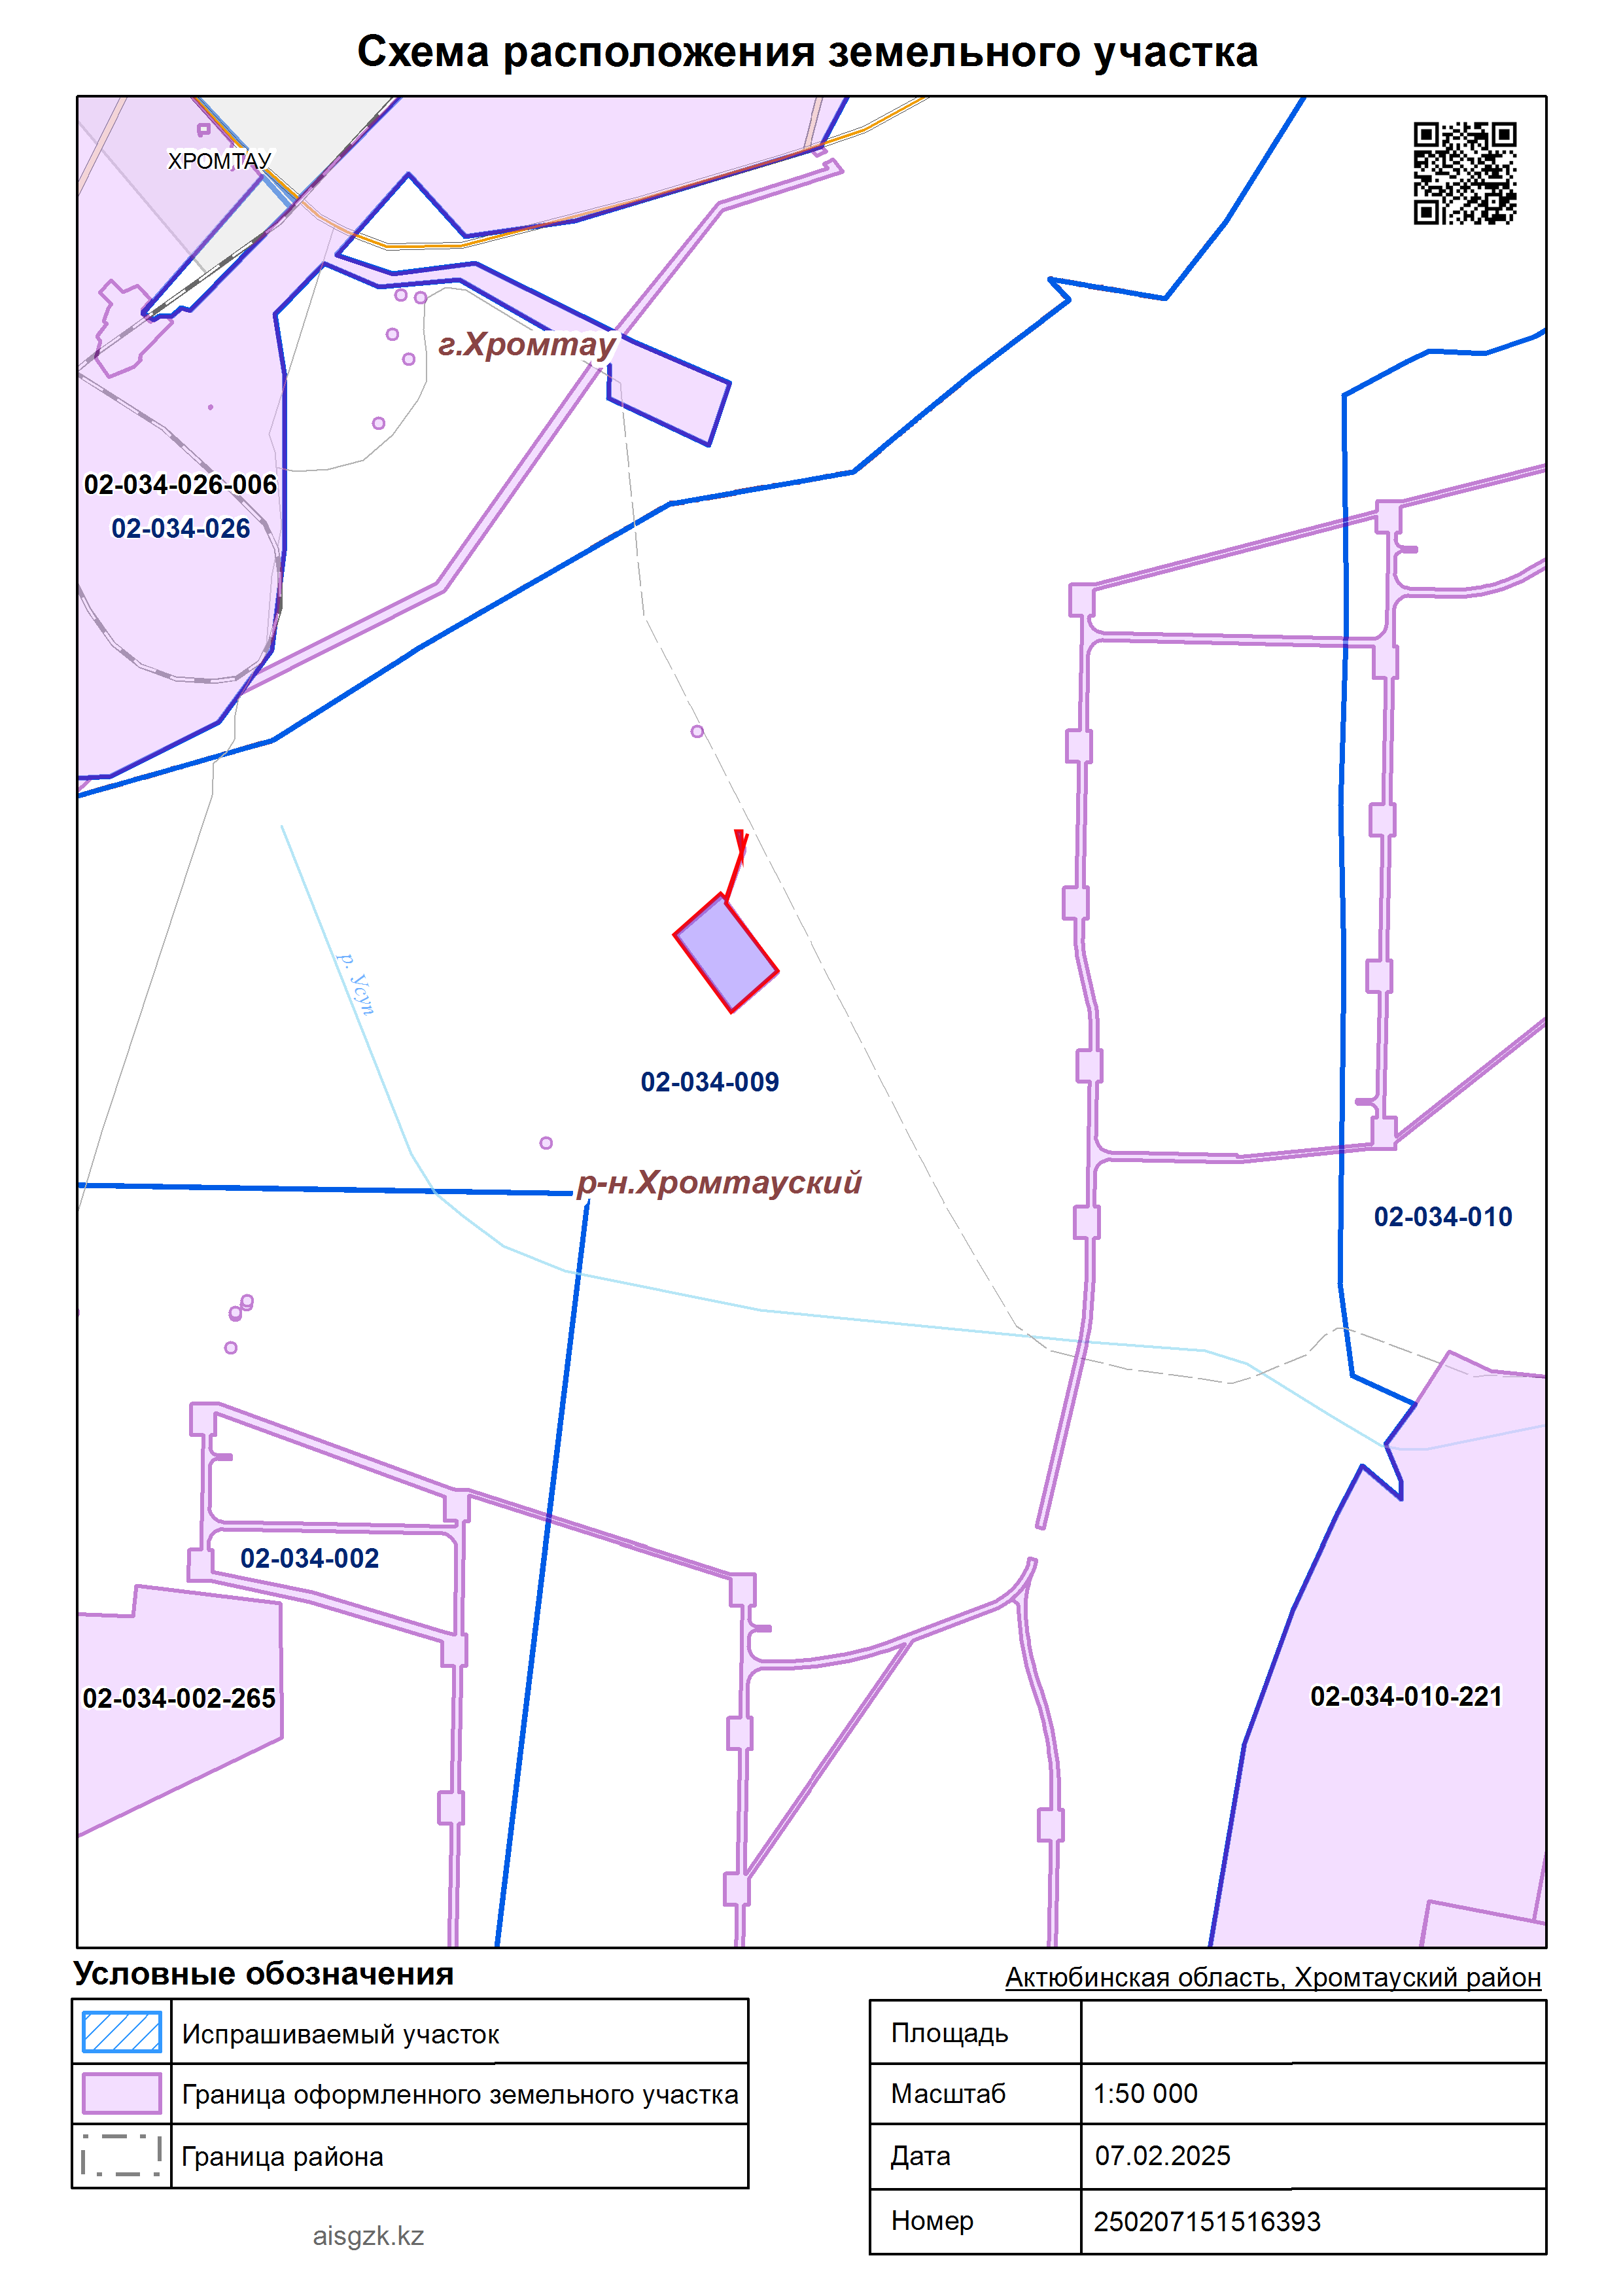 Схема расположения земельного участка
ХРОМТАУ
г.Хромтау
02-034-026-006
02-034-026
р. Усуп
02-034-009
р-н.Хромтауский
02-034-010
02-034-002
02-034-002-265
02-034-010-221
Условные обозначения
Испрашиваемый участок
Граница оформленного земельного участка
Граница района
aisgzk.kz
Актюбинская область, Хромтауский район
Площадь
Масштаб 1:50 000
Дата 07.02.2025
Номер 250207151516393